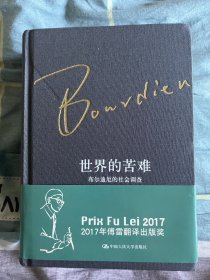 Bourdieu
世界的苦难
布尔迪厄的社会调查
Prix Fu Lei 2017
2017年傅雷翻译出版奖
中国人民大学出版社